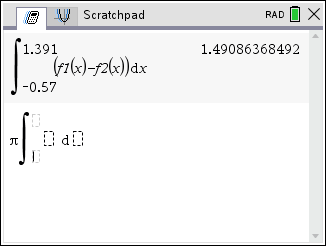 Scratchpad RAD
∫ 1.391 (f1(x)−f2(x))dx −0.57 1.49086368492
π∫ d